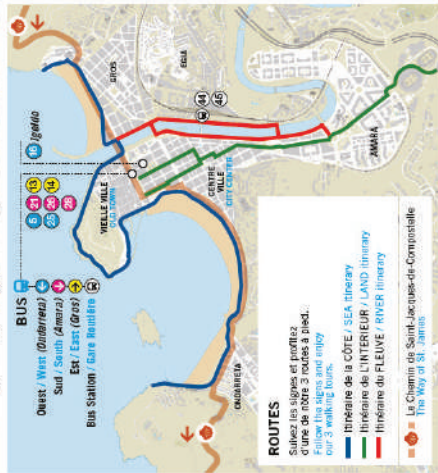 BUS
Ouest / West (Ondarreta)
Sud / South (Amara)
Est / East (Gros)
Bus Station / Gare Routière
5 21 13
25 26 14
28
16 Igeldo
GROS
EGIA
44
45
VIEILLE VILLE
OLD TOWN
CENTRE
VILLE
CITY CENTER
AMARA
ONDARRETA
ROUTES
Suivez les signes et profitez
d'une de nôtre 3 routes à pied.
Follow the signs and enjoy
our 3 walking tours.
Itinéraire de la CÔTE / SEA itinerary
Itinéraire de L'INTERIEUR / LAND itinerary
Itinéraire du FLEUVE / RIVER itinerary
Le Chemin de Saint-Jacques-de-Compostelle
The Way of St. James